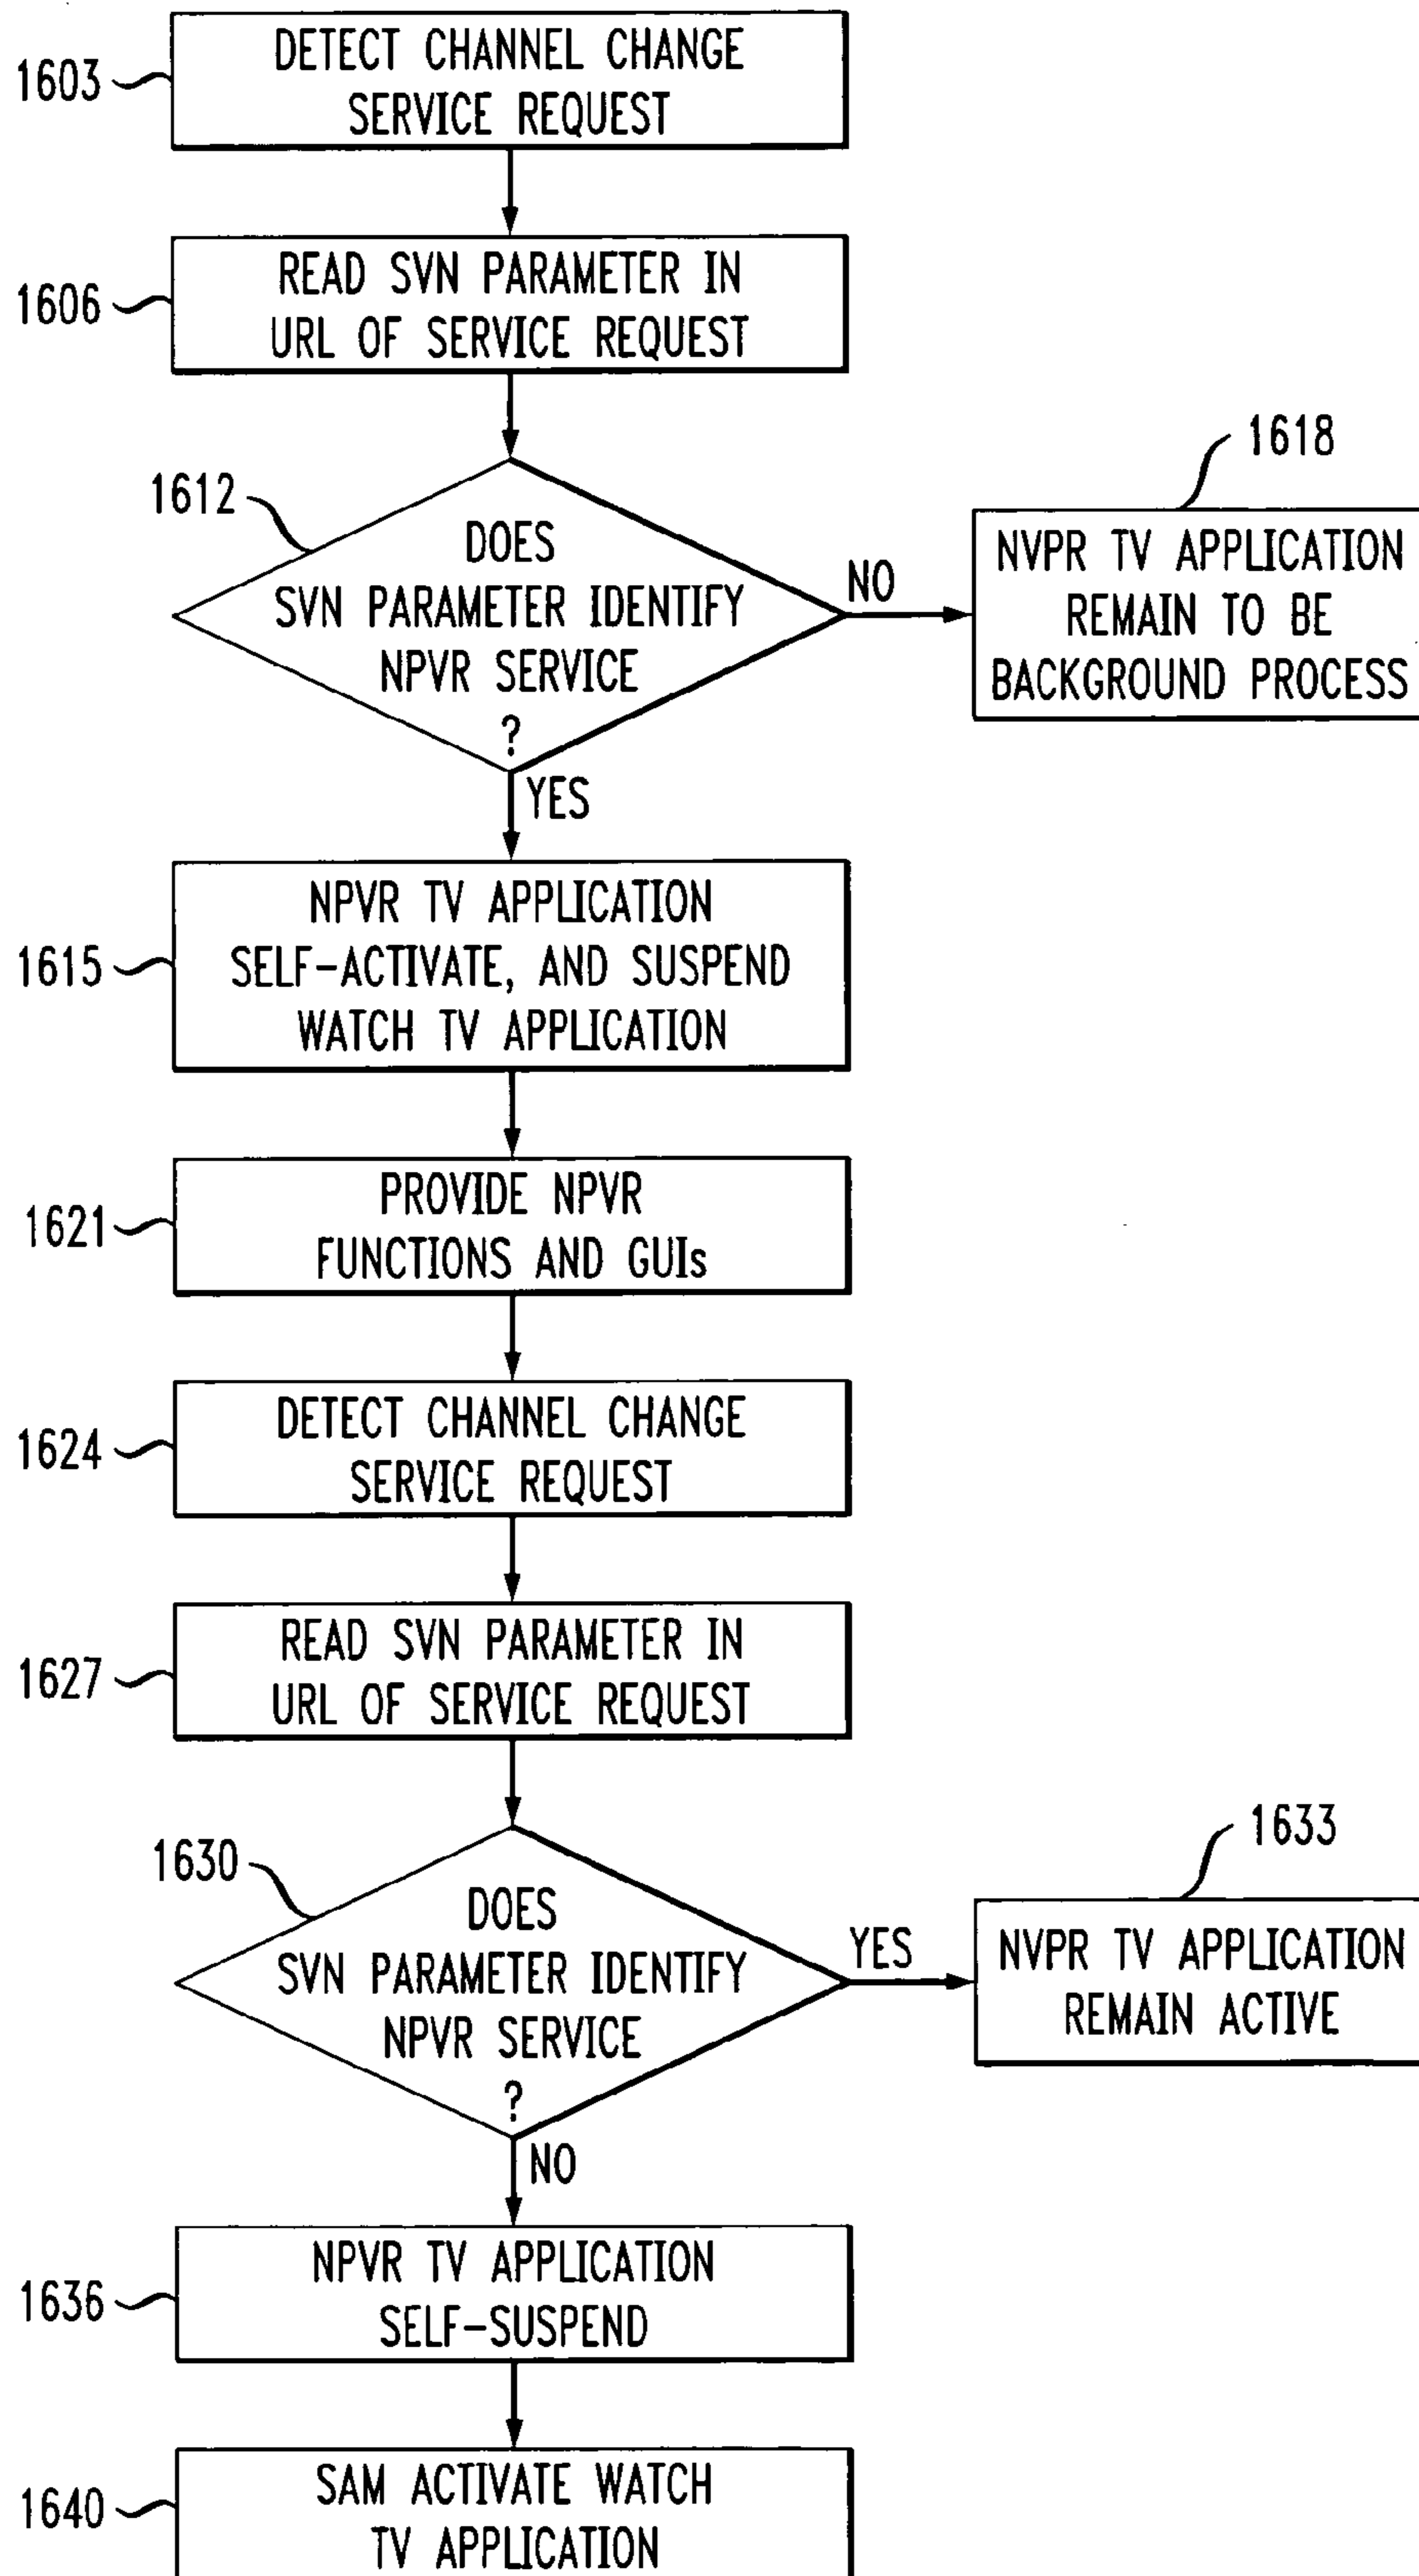 1603
DETECT CHANNEL CHANGE
SERVICE REQUEST
1606
READ SVN PARAMETER IN
URL OF SERVICE REQUEST
1612
DOES
SVN PARAMETER IDENTIFY
NPVR SERVICE
?
NO
1618
NVPR TV APPLICATION
REMAIN TO BE
BACKGROUND PROCESS
YES
1615
NPVR TV APPLICATION
SELF-ACTIVATE, AND SUSPEND
WATCH TV APPLICATION
1621
PROVIDE NPVR
FUNCTIONS AND GUIs
1624
DETECT CHANNEL CHANGE
SERVICE REQUEST
1627
READ SVN PARAMETER IN
URL OF SERVICE REQUEST
1630
DOES
SVN PARAMETER IDENTIFY
NPVR SERVICE
?
YES
1633
NVPR TV APPLICATION
REMAIN ACTIVE
NO
1636
NPVR TV APPLICATION
SELF-SUSPEND
1640
SAM ACTIVATE WATCH
TV APPLICATION